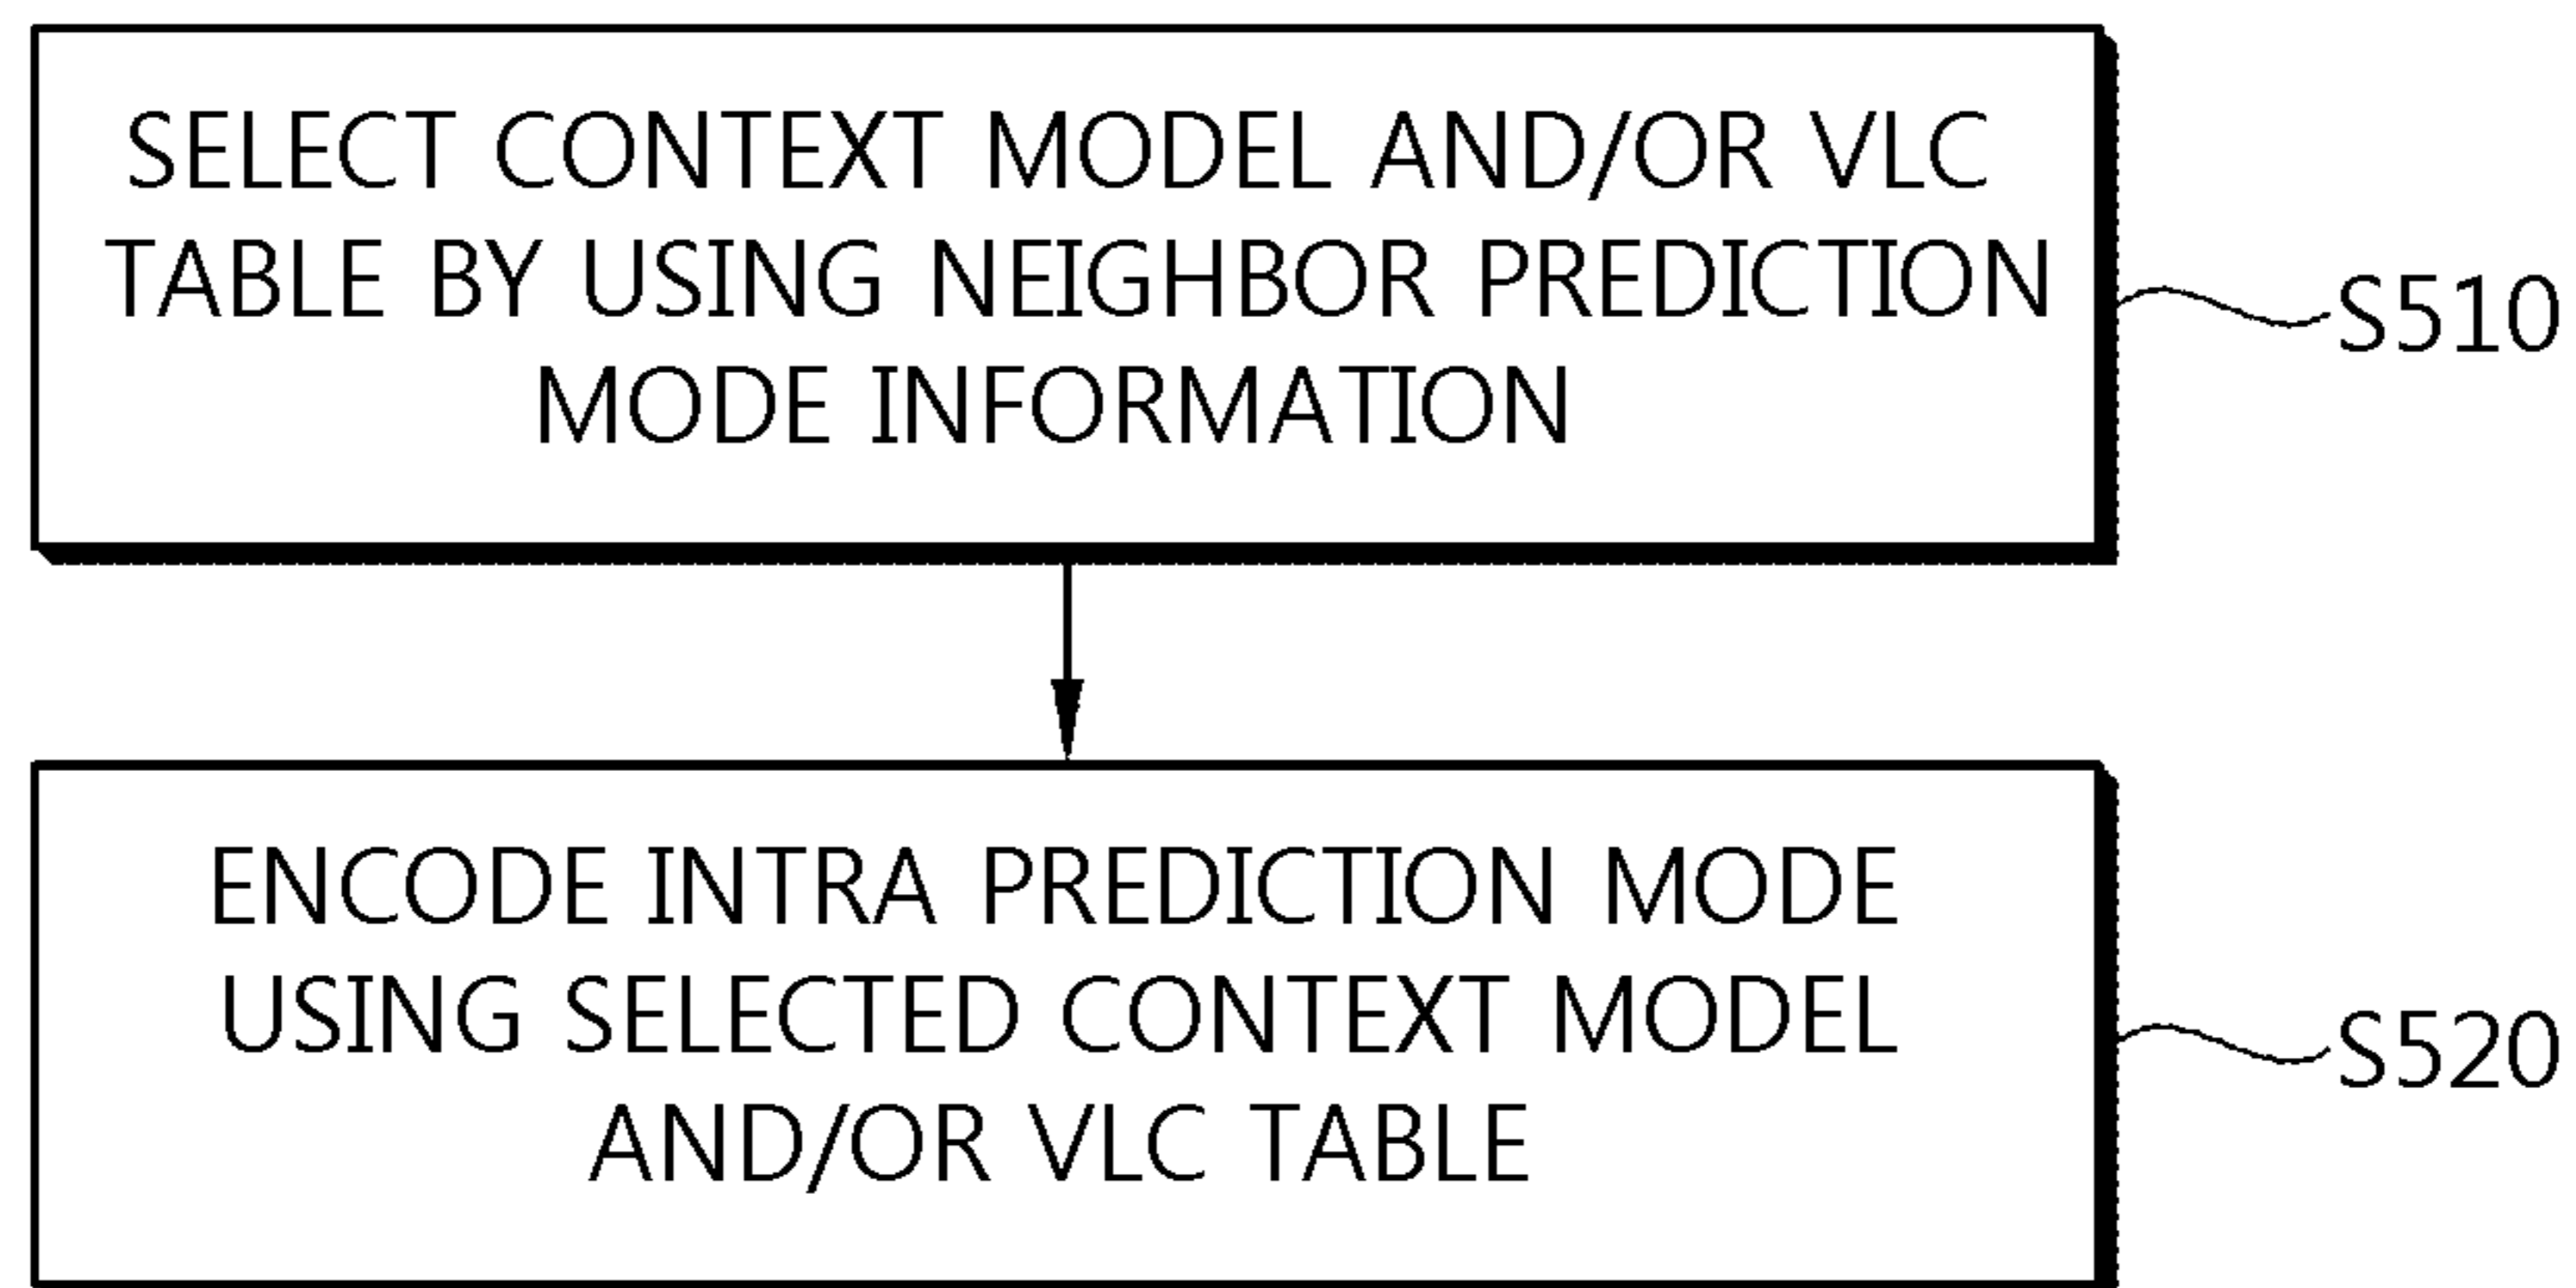 SELECT CONTEXT MODEL AND/OR VLC
TABLE BY USING NEIGHBOR PREDICTION
MODE INFORMATION
S510
ENCODE INTRA PREDICTION MODE
USING SELECTED CONTEXT MODEL
AND/OR VLC TABLE
S520